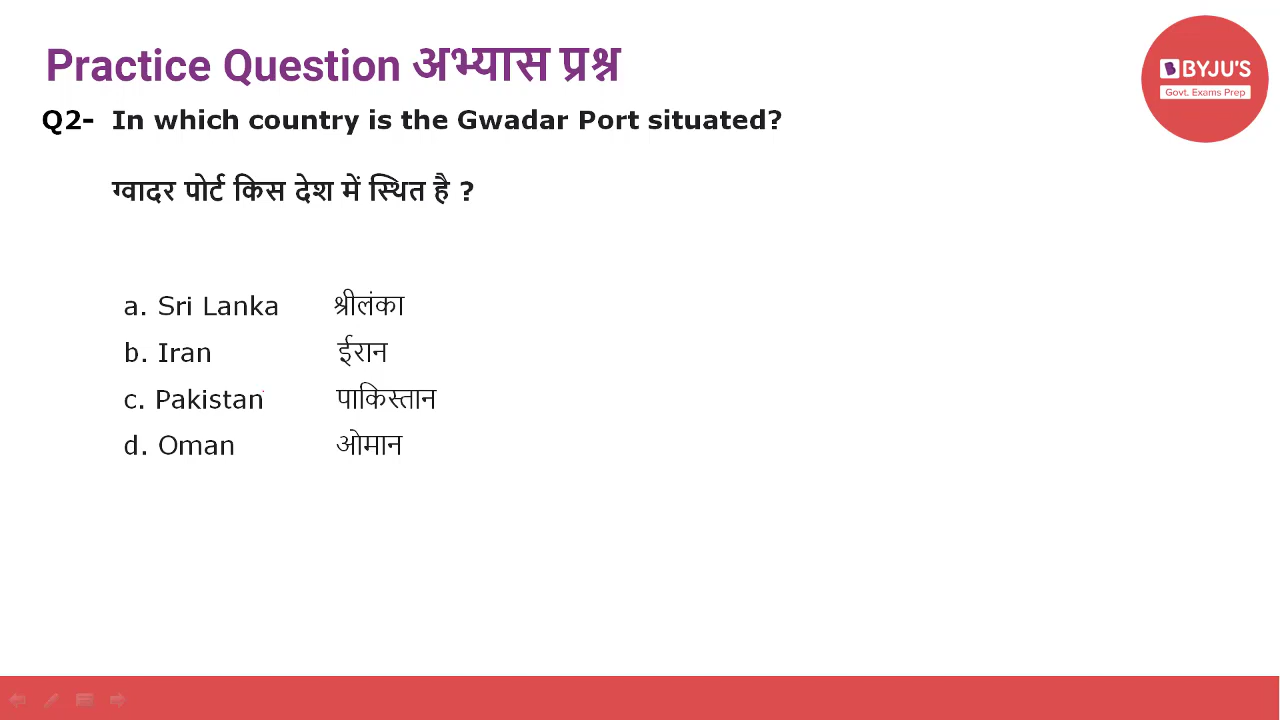 Practice Question अभ्यास प्रश्न
BYJU'S
Govt. Exams Prep
Q2- In which country is the Gwadar Port situated?
ग्वादर पोर्ट किस देश में स्थित है ?
a. Sri Lanka श्रीलंका
b. Iran ईरान
c. Pakistan पाकिस्तान
d. Oman ओमान